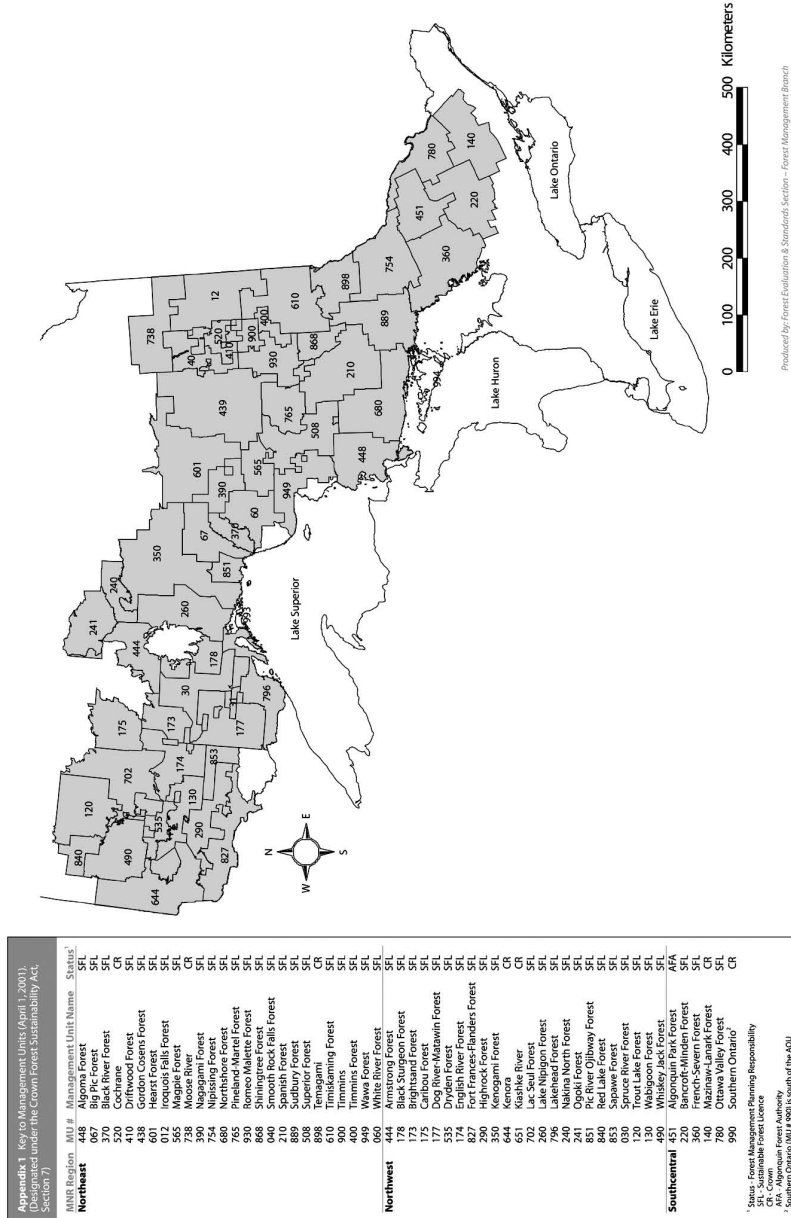 Appendix 1 Key to Management Units (April 1, 2001).
(Designated under the Crown Forest Sustainability Act,
Section 7)
MNR Region MU # Management Unit Name Status¹
Northeast 448 Algoma Forest SFL
067 Big Pic Forest SFL
370 Black River Forest SFL
520 Cochrane CR
410 Driftwood Forest SFL
438 Gordon Cosens Forest SFL
601 Hearst Forest SFL
012 Iroquois Falls Forest SFL
565 Magpie Forest SFL
738 Moose River CR
390 Nagagami Forest SFL
754 Nipissing Forest SFL
680 Northshore Forest SFL
765 Pineland-Martel Forest SFL
930 Romeo Malette Forest SFL
868 Shiningtree Forest SFL
040 Smooth Rock Falls Forest SFL
210 Spanish Forest SFL
889 Sudbury Forest SFL
508 Superior Forest SFL
898 Temagami CR
610 Timiskaming Forest SFL
900 Timmins SFL
400 Timmins Forest SFL
949 Wawa Forest SFL
060 White River Forest SFL
Northwest 444 Armstrong Forest SFL
178 Black Sturgeon Forest SFL
173 Brightsand Forest SFL
175 Caribou Forest SFL
177 Dog River-Matawin Forest SFL
535 Dryden Forest SFL
174 English River Forest SFL
827 Fort Frances-Flanders Forest SFL
290 Highrock Forest SFL
350 Kenogami Forest SFL
644 Kenora CR
651 Kiashke River CR
702 Lac Seul Forest SFL
260 Lake Nipigon Forest SFL
796 Lakehead Forest SFL
240 Nakina North Forest SFL
241 Ogoki Forest SFL
851 Pic River Ojibway Forest SFL
840 Red Lake Forest SFL
853 Sapawe Forest SFL
030 Spruce River Forest SFL
120 Trout Lake Forest SFL
130 Wabigoon Forest SFL
490 Whiskey Jack Forest SFL
Southcentral 451 Algonquin Park Forest AFA
220 Bancroft-Minden Forest SFL
360 French-Severn Forest SFL
140 Mazinaw-Lanark Forest CR
780 Ottawa Valley Forest SFL
990 Southern Ontario² CR
¹ Status - Forest Management Planning Responsibility
SFL - Sustainable Forest Licence
CR - Crown
AFA - Algonquin Forest Authority
² Southern Ontario (MU # 990) is south of the AOU
840
120
490
644
702
175
535
174
173
130
290
827
853
177
30
31
796
178
444
241
240
260
993
350
851
67
370
60
601
390
565
949
439
765
508
448
680
210
738
40
40
12
520
410
900
400
930
610
868
898
889
994
754
360
451
220
780
140
N
W
E
S
Lake Superior
Lake Huron
Lake Erie
Lake Ontario
0 100 200 300 400 500 Kilometers
Produced by: Forest Evaluation & Standards Section – Forest Management Branch